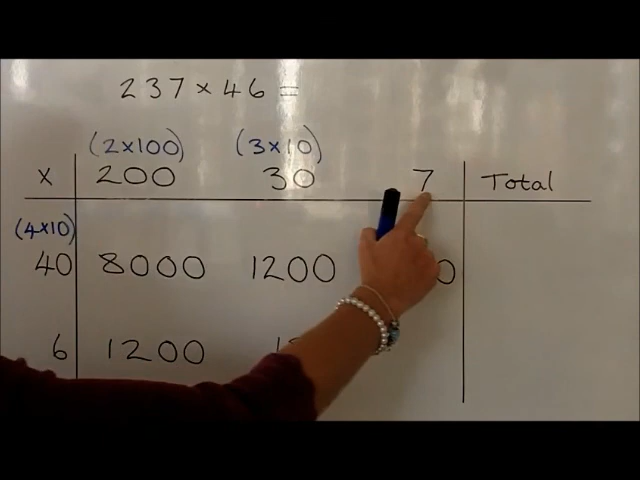 237 × 46 =
(2×100) (3×10)
× 200 30 7 Total
(4×10)
40 8000 1200
6 1200